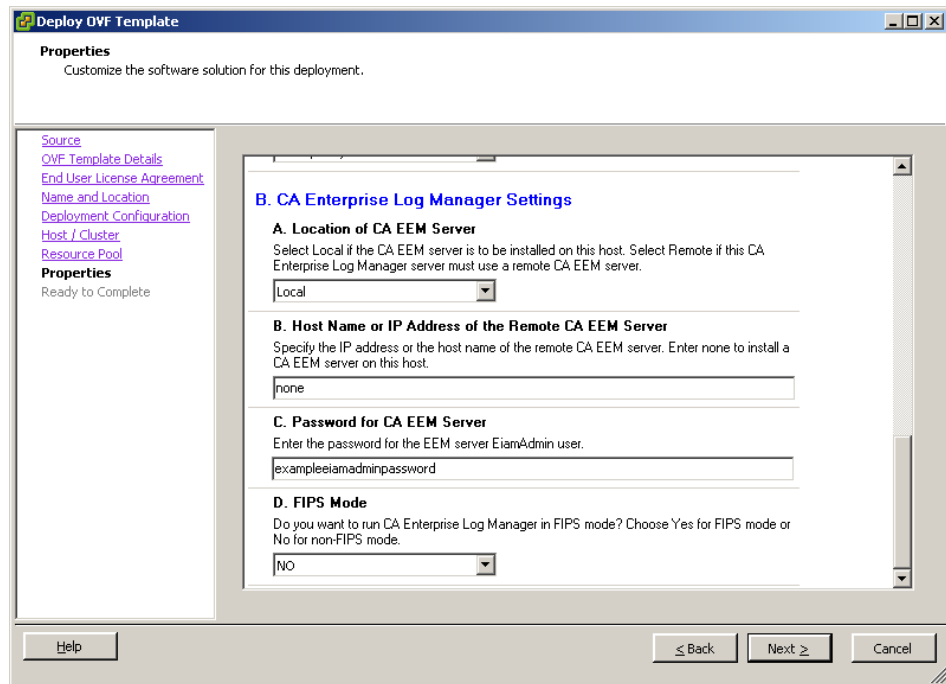 Deploy OVF Template
Properties
Customize the software solution for this deployment.
Source
OVF Template Details
End User License Agreement
Name and Location
Deployment Configuration
Host / Cluster
Resource Pool
Properties
Ready to Complete
B. CA Enterprise Log Manager Settings
A. Location of CA EEM Server
Select Local if the CA EEM server is to be installed on this host. Select Remote if this CA
Enterprise Log Manager server must use a remote CA EEM server.
Local
B. Host Name or IP Address of the Remote CA EEM Server
Specify the IP address or the host name of the remote CA EEM server. Enter none to install a
CA EEM server on this host.
none
C. Password for CA EEM Server
Enter the password for the EEM server EiamAdmin user.
exampleeiamadminpassword
D. FIPS Mode
Do you want to run CA Enterprise Log Manager in FIPS mode? Choose Yes for FIPS mode or
No for non-FIPS mode.
NO
Help
≤ Back
Next ≥
Cancel